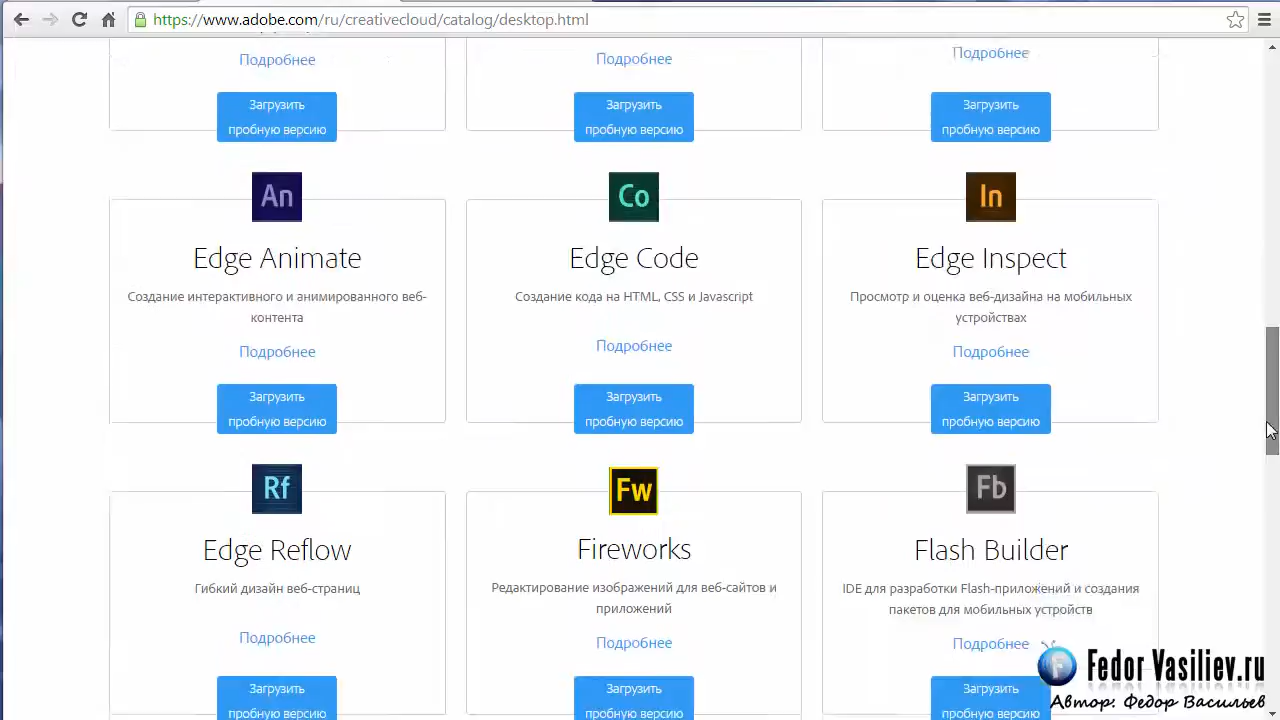 https://www.adobe.com/ru/creativecloud/catalog/desktop.html
Подробнее
Подробнее
Подробнее
Загрузить
пробную версию
Загрузить
пробную версию
Загрузить
пробную версию
An
Edge Animate
Создание интерактивного и анимированного веб-
контента
Подробнее
Загрузить
пробную версию
Co
Edge Code
Создание кода на HTML, CSS и Javascript
Подробнее
Загрузить
пробную версию
In
Edge Inspect
Просмотр и оценка веб-дизайна на мобильных
устройствах
Подробнее
Загрузить
пробную версию
Rf
Edge Reflow
Гибкий дизайн веб-страниц
Подробнее
Загрузить
пробную версию
Fw
Fireworks
Редактирование изображений для веб-сайтов и
приложений
Подробнее
Загрузить
пробную версию
Fb
Flash Builder
IDE для разработки Flash-приложений и создания
пакетов для мобильных устройств
Подробнее
Загрузить
Fedor Vasiliev.ru
Автор: Федор Васильев